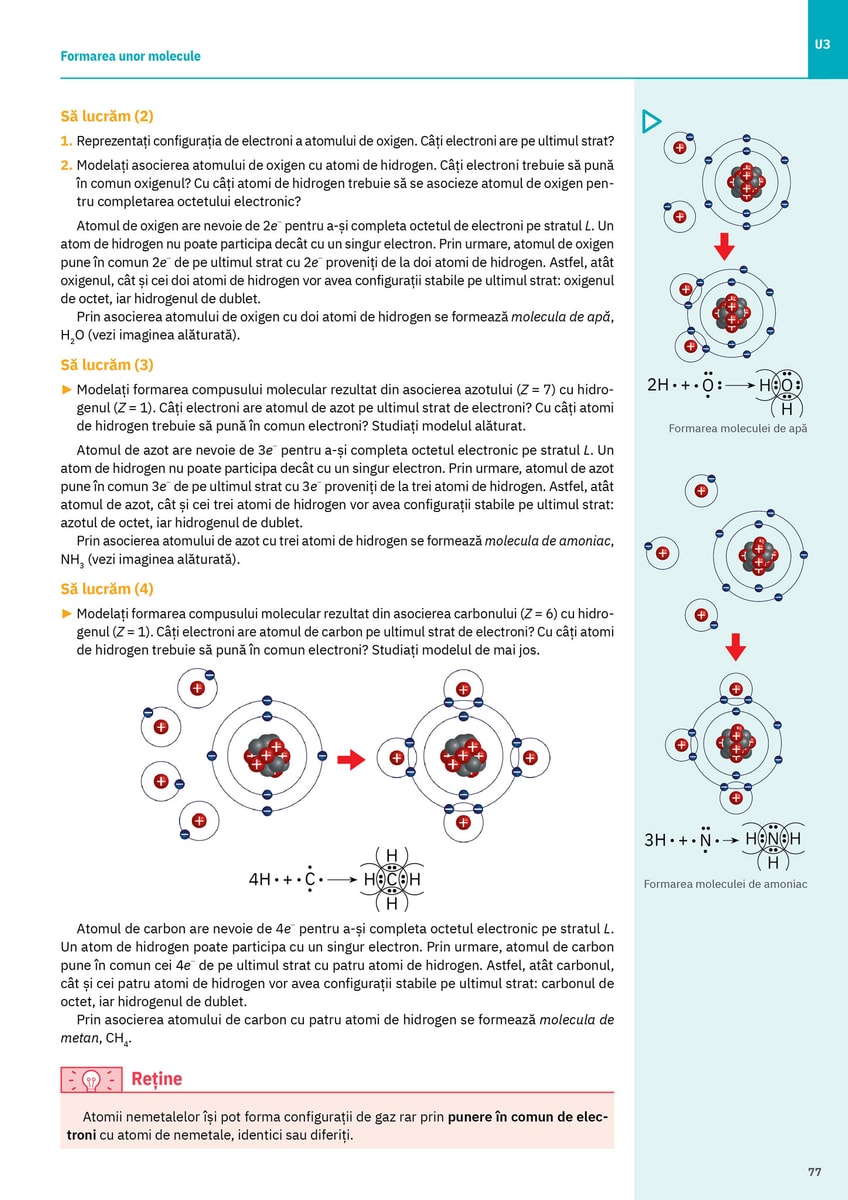 Formarea unor molecule
U3
Să lucrăm (2)
1. Reprezentați configurația de electroni a atomului de oxigen. Câți electroni are pe ultimul strat?
2. Modelați asocierea atomului de oxigen cu atomi de hidrogen. Câți electroni trebuie să pună
în comun oxigenul? Cu câți atomi de hidrogen trebuie să se asocieze atomul de oxigen pen-
tru completarea octetului electronic?
Atomul de oxigen are nevoie de 2e⁻ pentru a-și completa octetul de electroni pe stratul L. Un
atom de hidrogen nu poate participa decât cu un singur electron. Prin urmare, atomul de oxigen
pune în comun 2e⁻ de pe ultimul strat cu 2e⁻ proveniți de la doi atomi de hidrogen. Astfel, atât
oxigenul, cât și cei doi atomi de hidrogen vor avea configurații stabile pe ultimul strat: oxigenul
de octet, iar hidrogenul de dublet.
Prin asocierea atomului de oxigen cu doi atomi de hidrogen se formează molecula de apă,
H₂O (vezi imaginea alăturată).
Să lucrăm (3)
► Modelați formarea compusului molecular rezultat din asocierea azotului (Z = 7) cu hidro-
genul (Z = 1). Câți electroni are atomul de azot pe ultimul strat de electroni? Cu câți atomi
de hidrogen trebuie să pună în comun electroni? Studiați modelul alăturat.
Atomul de azot are nevoie de 3e⁻ pentru a-și completa octetul electronic pe stratul L. Un
atom de hidrogen nu poate participa decât cu un singur electron. Prin urmare, atomul de azot
pune în comun 3e⁻ de pe ultimul strat cu 3e⁻ proveniți de la trei atomi de hidrogen. Astfel, atât
atomul de azot, cât și cei trei atomi de hidrogen vor avea configurații stabile pe ultimul strat:
azotul de octet, iar hidrogenul de dublet.
Prin asocierea atomului de azot cu trei atomi de hidrogen se formează molecula de amoniac,
NH₃ (vezi imaginea alăturată).
Să lucrăm (4)
► Modelați formarea compusului molecular rezultat din asocierea carbonului (Z = 6) cu hidro-
genul (Z = 1). Câți electroni are atomul de carbon pe ultimul strat de electroni? Cu câți atomi
de hidrogen trebuie să pună în comun electroni? Studiați modelul de mai jos.
H
4H • + • C • → H C H
H
Atomul de carbon are nevoie de 4e⁻ pentru a-și completa octetul electronic pe stratul L.
Un atom de hidrogen poate participa cu un singur electron. Prin urmare, atomul de carbon
pune în comun cei 4e⁻ de pe ultimul strat cu patru atomi de hidrogen. Astfel, atât carbonul,
cât și cei patru atomi de hidrogen vor avea configurații stabile pe ultimul strat: carbonul de
octet, iar hidrogenul de dublet.
Prin asocierea atomului de carbon cu patru atomi de hidrogen se formează molecula de
metan, CH₄.
Reține
Atomii nemetalelor își pot forma configurații de gaz rar prin punere în comun de elec-
troni cu atomi de nemetale, identici sau diferiți.
2H • + • O : → H O
H
Formarea moleculei de apă
3H • + • N • → H N H
H
Formarea moleculei de amoniac
77